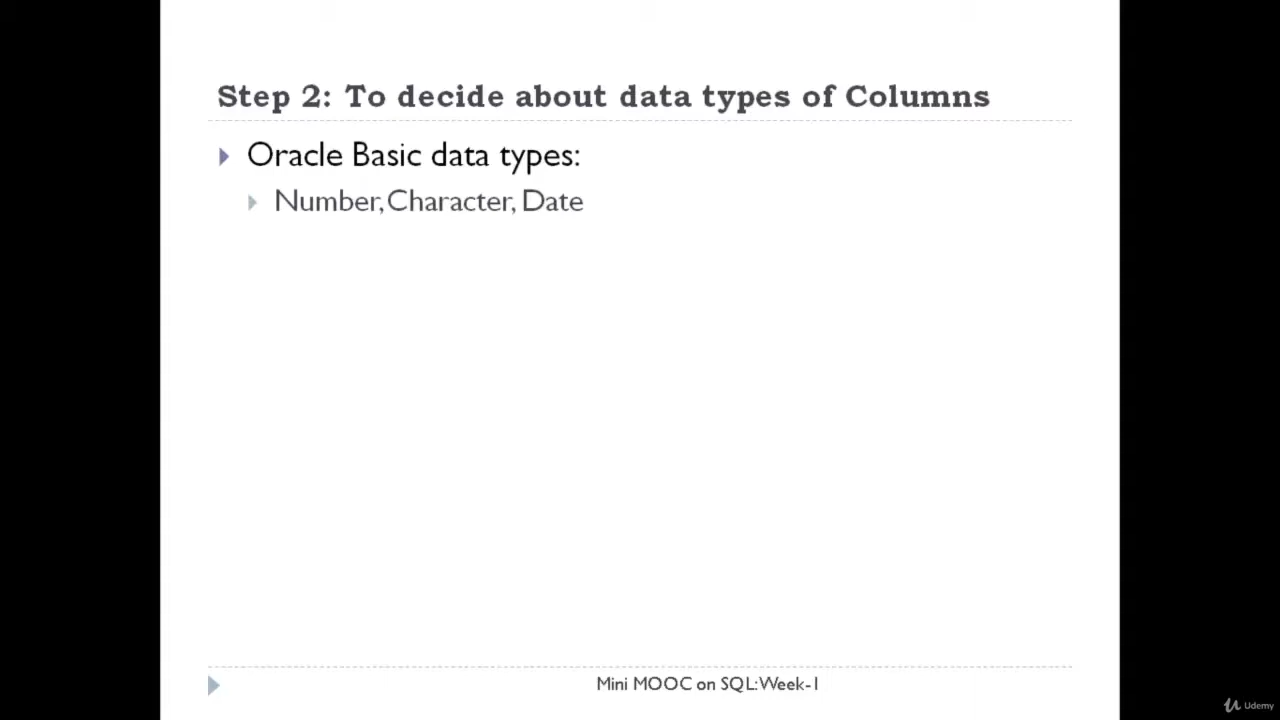 Step 2: To decide about data types of Columns
Oracle Basic data types:
Number, Character, Date
Mini MOOC on SQL:Week-1
Udemy